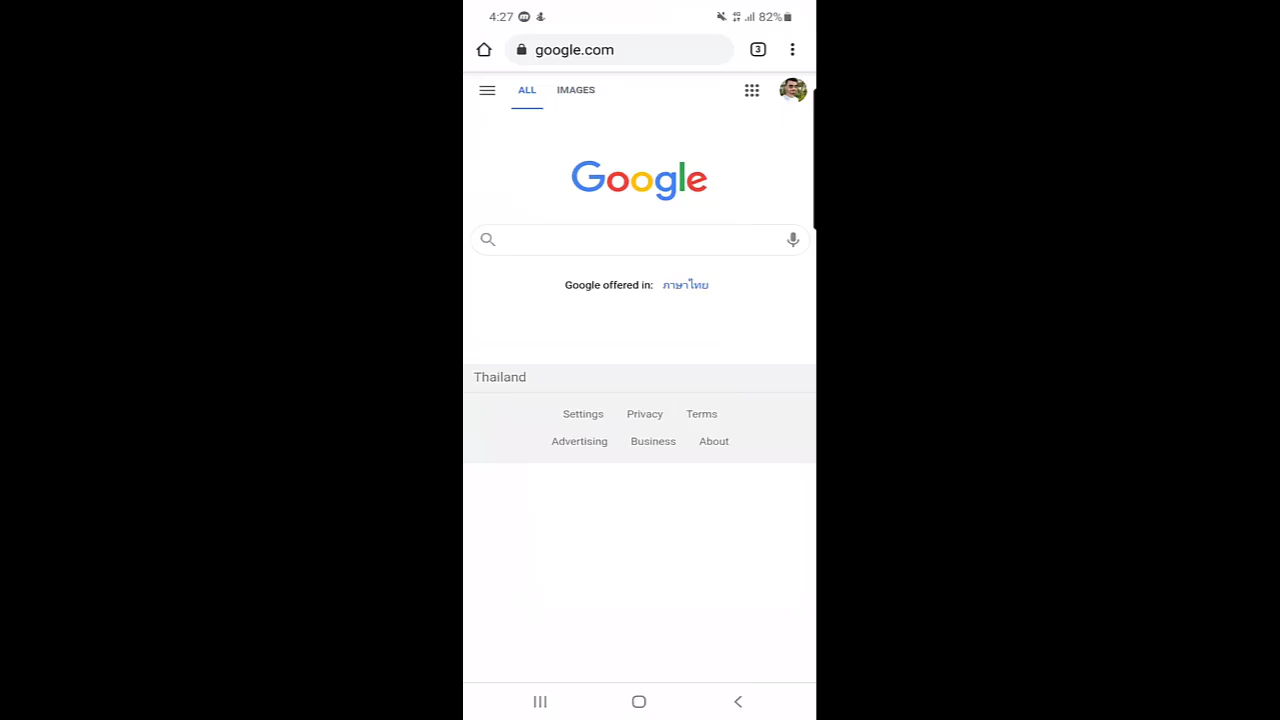 4:27 82%
google.com 3
ALL IMAGES
Google
Google offered in: ภาษาไทย
Thailand
Settings Privacy Terms
Advertising Business About